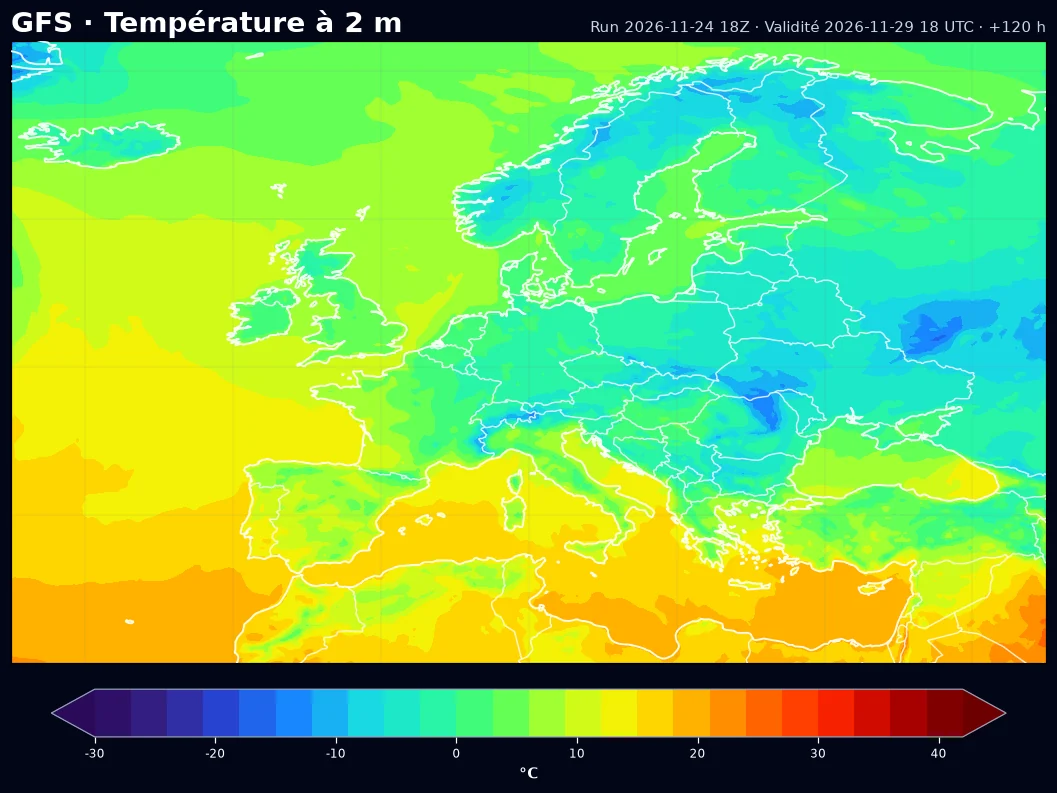 GFS · Température à 2 m
Run 2026-11-24 18Z · Validité 2026-11-29 18 UTC · +120 h
-30 -20 -10 0 10 20 30 40
°C